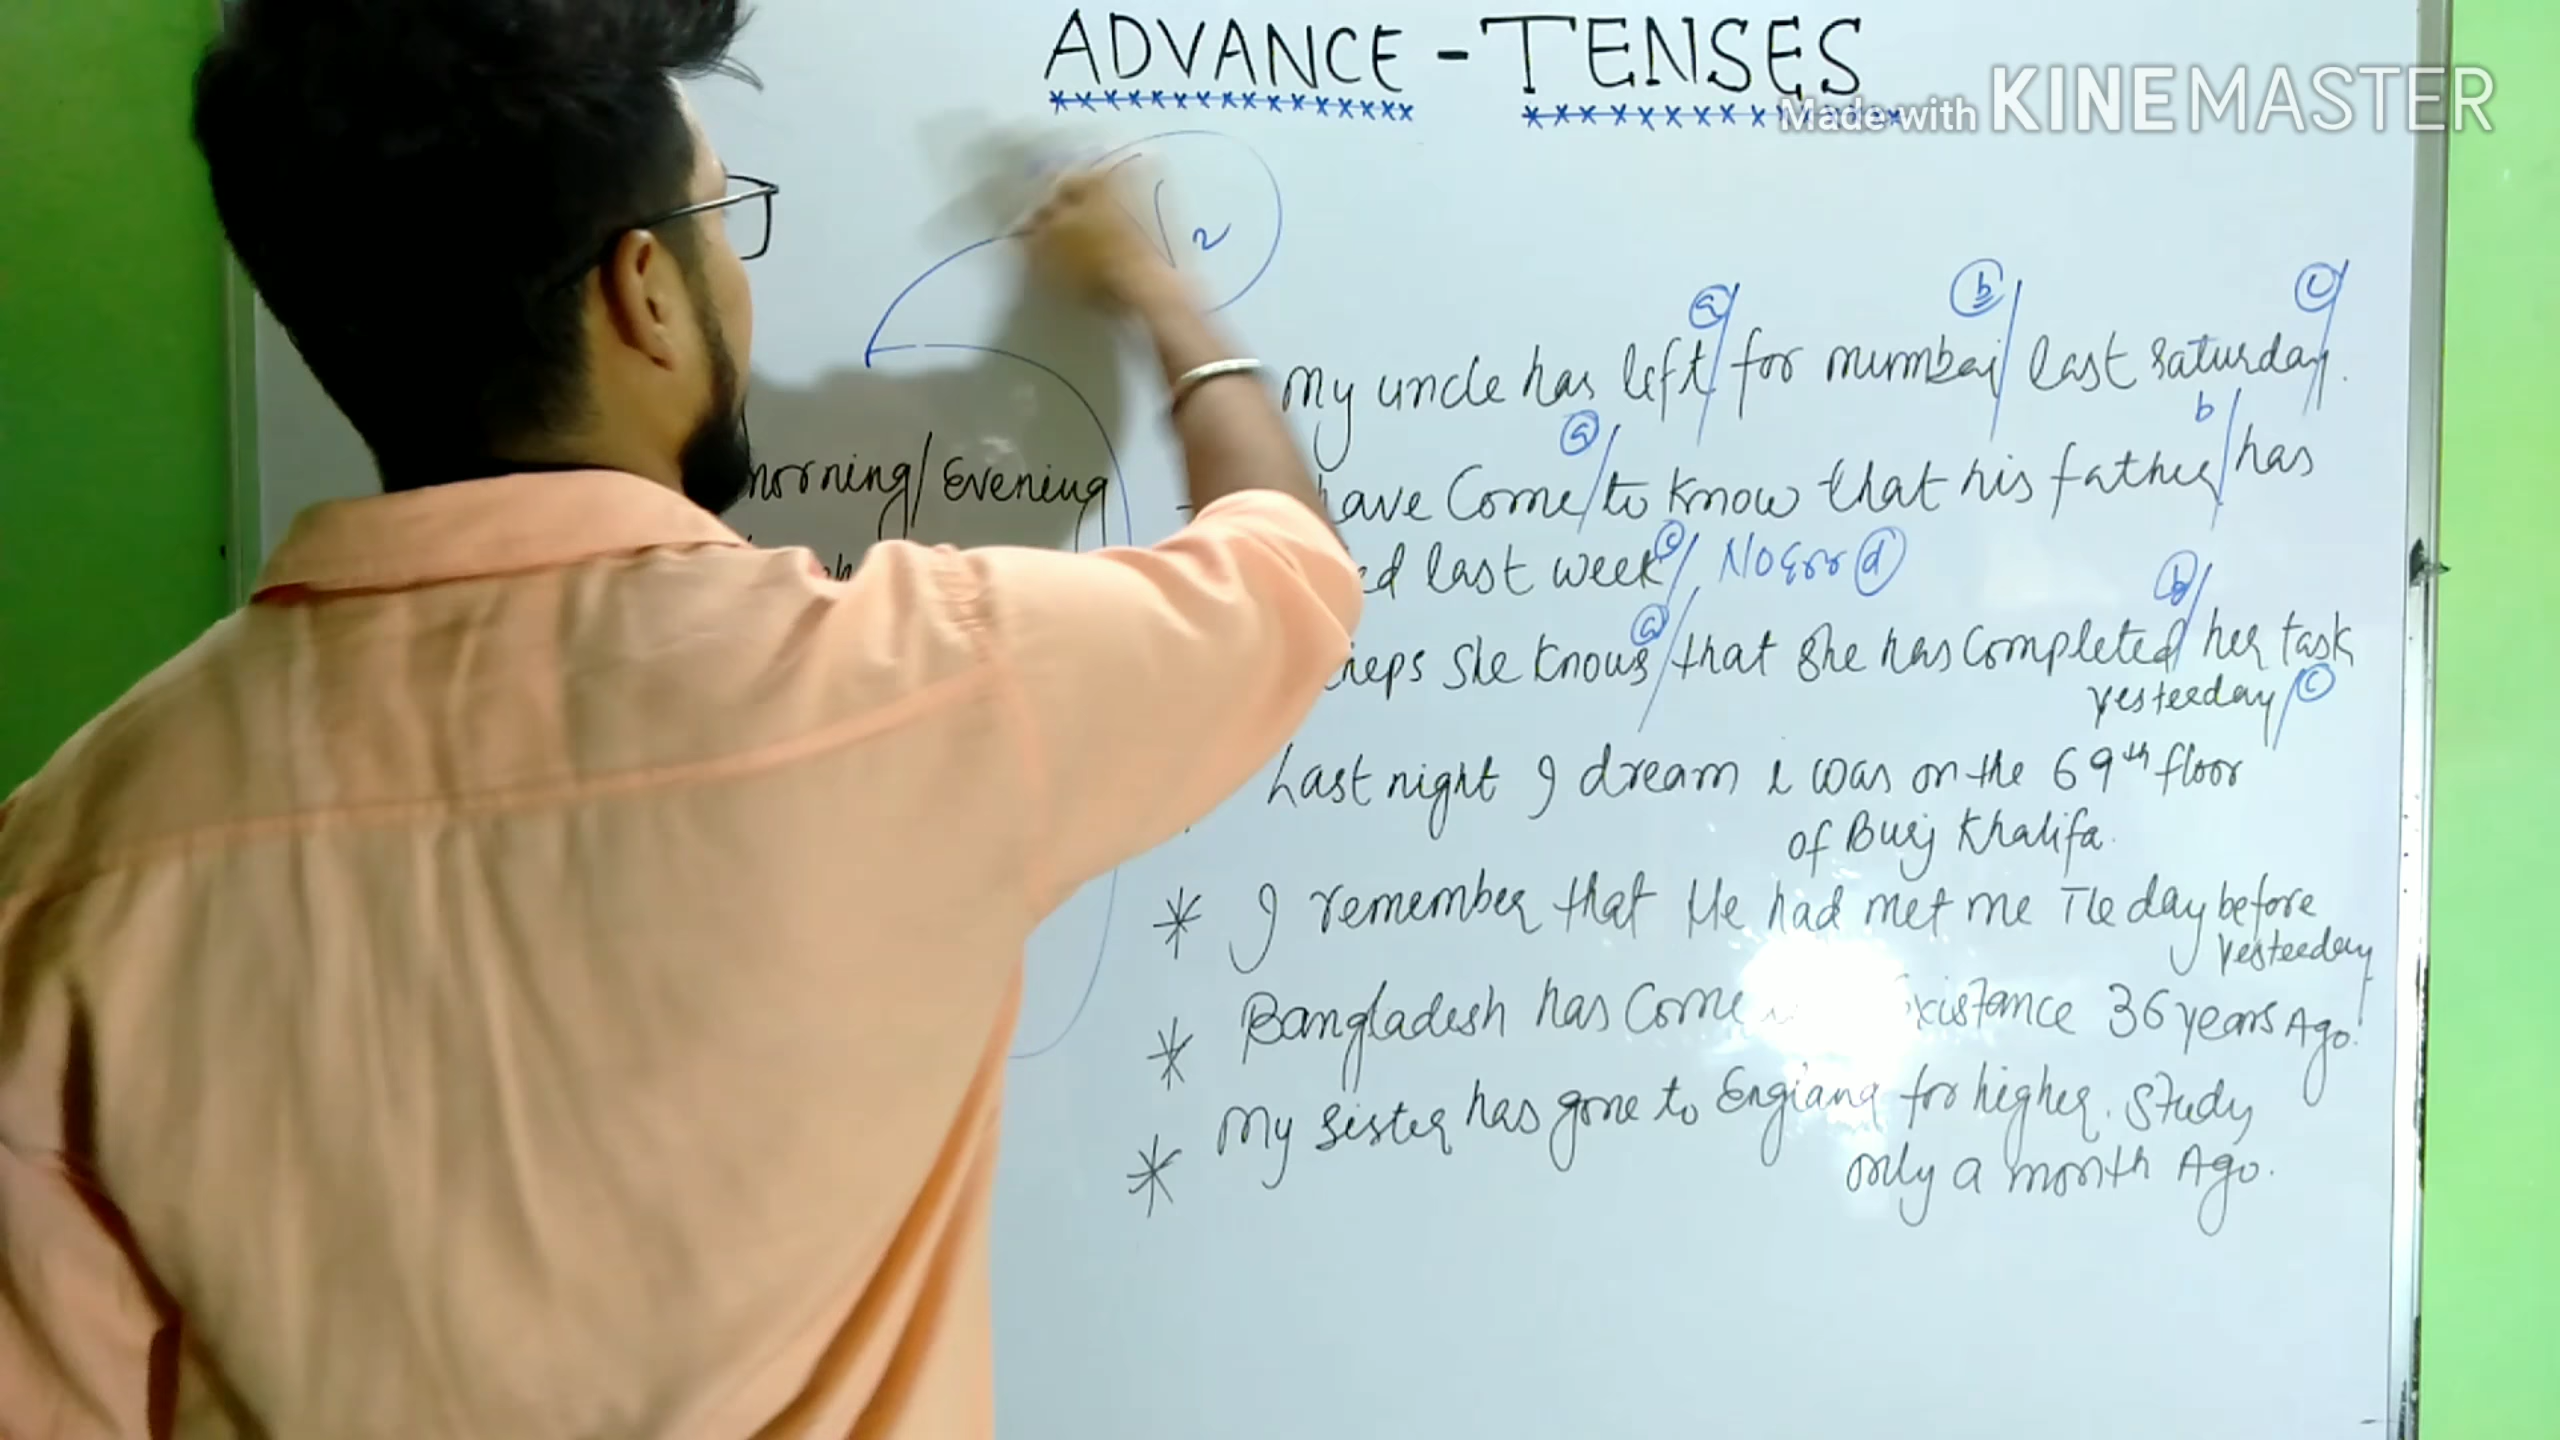 ADVANCE - TENSES
Made with KINEMASTER
V2
a b c
My uncle has left/ for mumbai/ last saturday/.
a b
have Come/ to know that his father/ has
ed last week c/ No Err d
a b
heps She knows/ that She has Completed/ her task
yesterday/ c
morning/ Evening
Last night I dream I was on the 69th floor
of Burj Khalifa.
* I remember that He had met me The day before
yesterday
* Bangladesh has Come existance 36 years Ago.
* My sister has gone to England for higher study
only a month Ago.